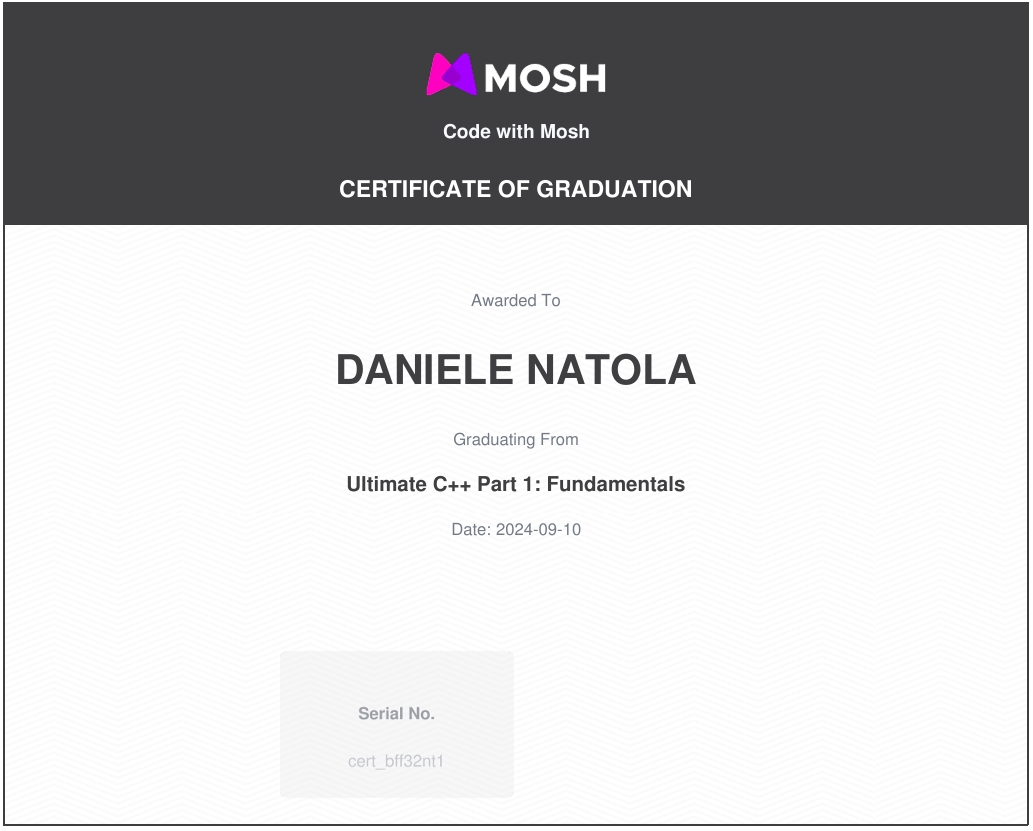 MOSH
Code with Mosh
CERTIFICATE OF GRADUATION
Awarded To
DANIELE NATOLA
Graduating From
Ultimate C++ Part 1: Fundamentals
Date: 2024-09-10
Serial No.
cert_bff32nt1